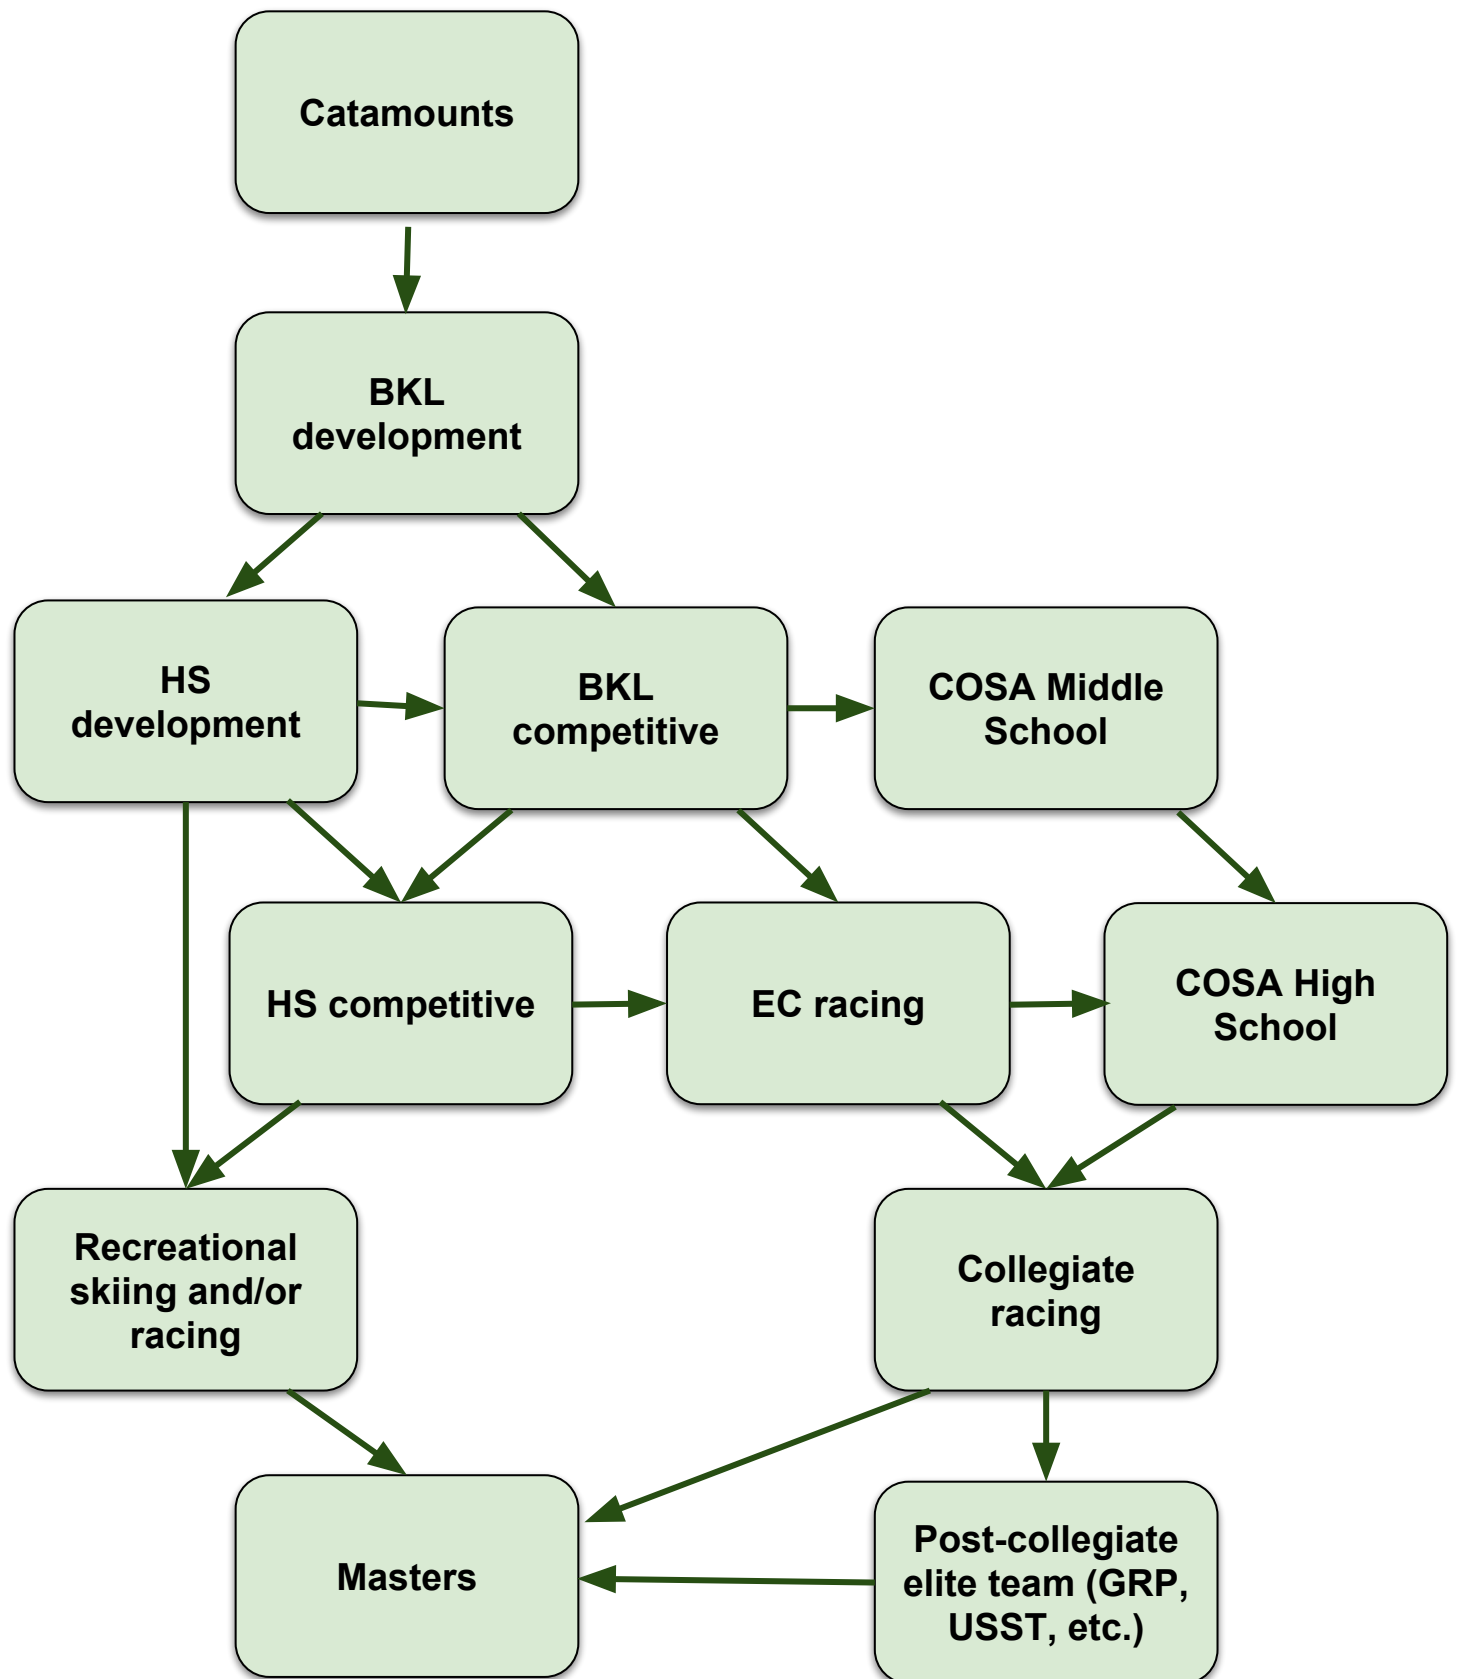 Catamounts
BKL
development
HS
development
BKL
competitive
COSA Middle
School
HS competitive
EC racing
COSA High
School
Recreational
skiing and/or
racing
Collegiate
racing
Masters
Post-collegiate
elite team (GRP,
USST, etc.)